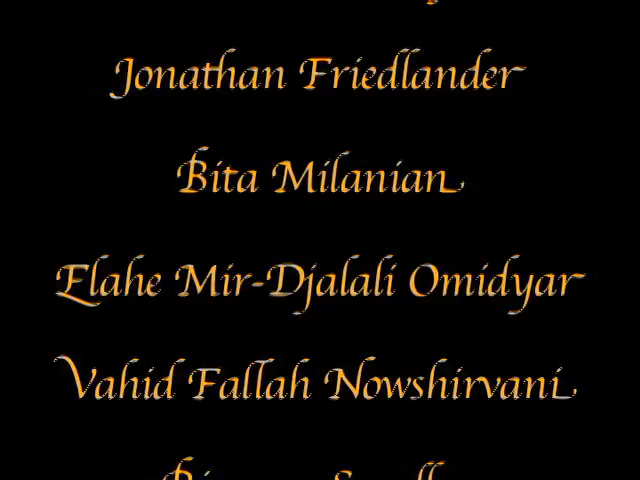 Jonathan Friedlander
Bita Milanian
Elahe Mir-Djalali Omidyar
Vahid Fallah Nowshirvani